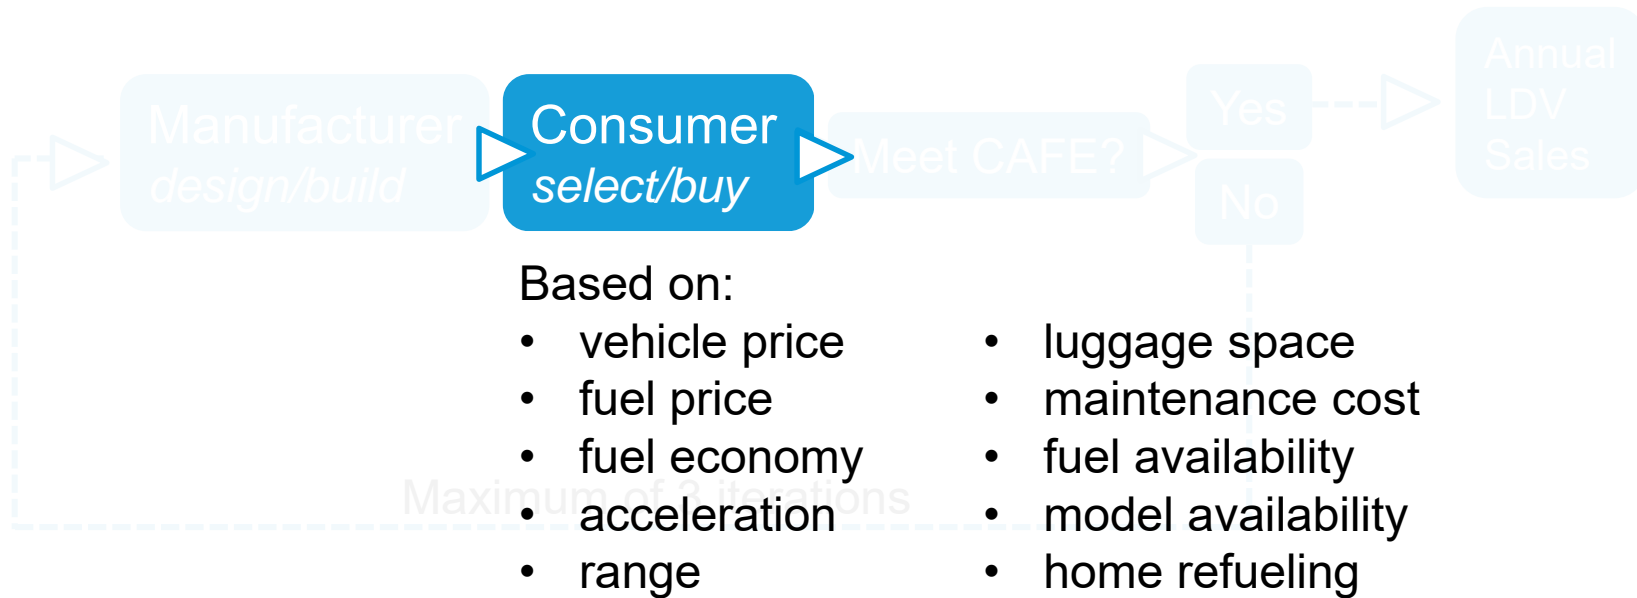 Manufacturer
design/build
Consumer
select/buy
Meet CAFE?
Yes
No
Annual
LDV
Sales
Based on:
• vehicle price
• fuel price
• fuel economy
• acceleration
• range
• luggage space
• maintenance cost
• fuel availability
• model availability
• home refueling
Maximum of 3 iterations